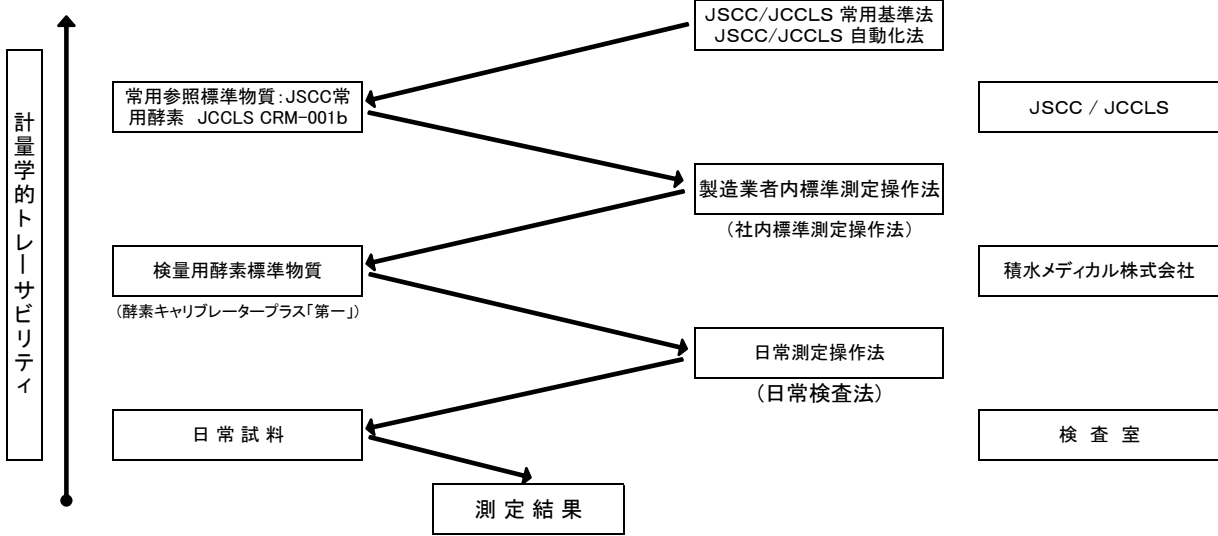 JSCC/JCCLS 常用基準法
JSCC/JCCLS 自動化法
計量学的トレーサビリティ
常用参照標準物質:JSCC常
用酵素 JCCLS CRM-001b
JSCC / JCCLS
製造業者内標準測定操作法
(社内標準測定操作法)
検量用酵素標準物質
(酵素キャリブレータープラス「第一」)
積水メディカル株式会社
日常測定操作法
(日常検査法)
日 常 試 料
検 査 室
測 定 結 果